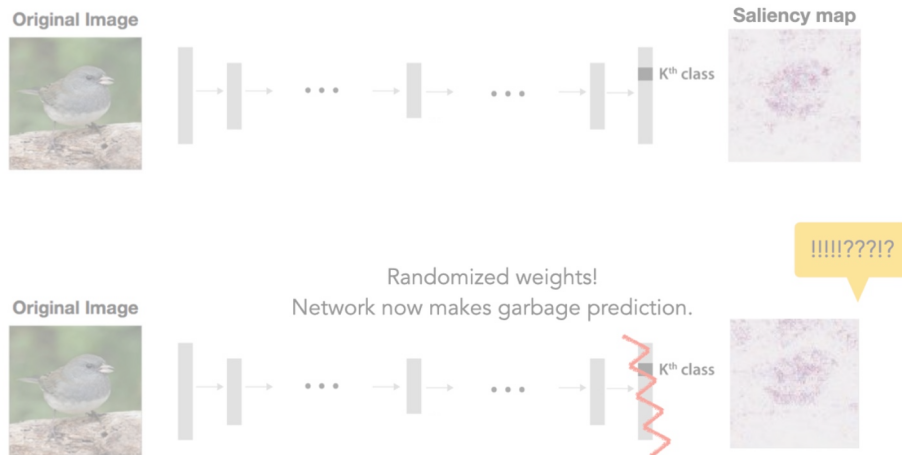 Original Image
Saliency map
Kth class
!!!!!???!?
Randomized weights!
Network now makes garbage prediction.
Original Image
Kth class